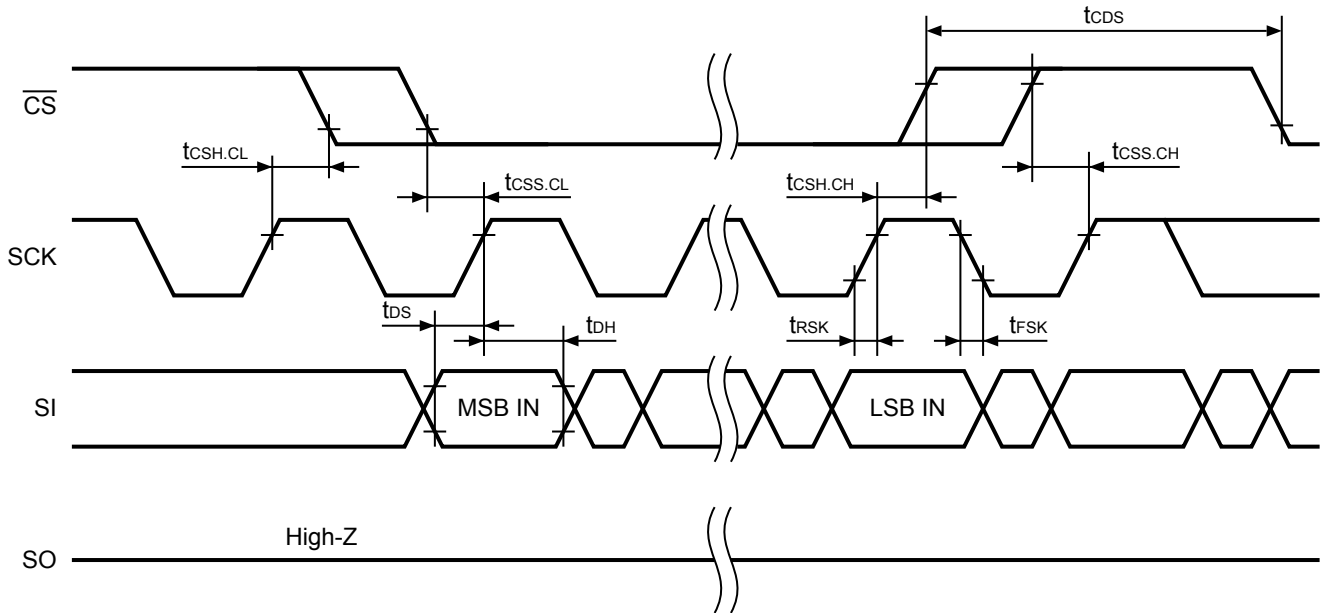 tCDS
CS
tCSH.CL
tCSS.CL
tCSH.CH
tCSS.CH
SCK
tDS
tDH
tRSK
tFSK
SI
MSB IN
LSB IN
High-Z
SO